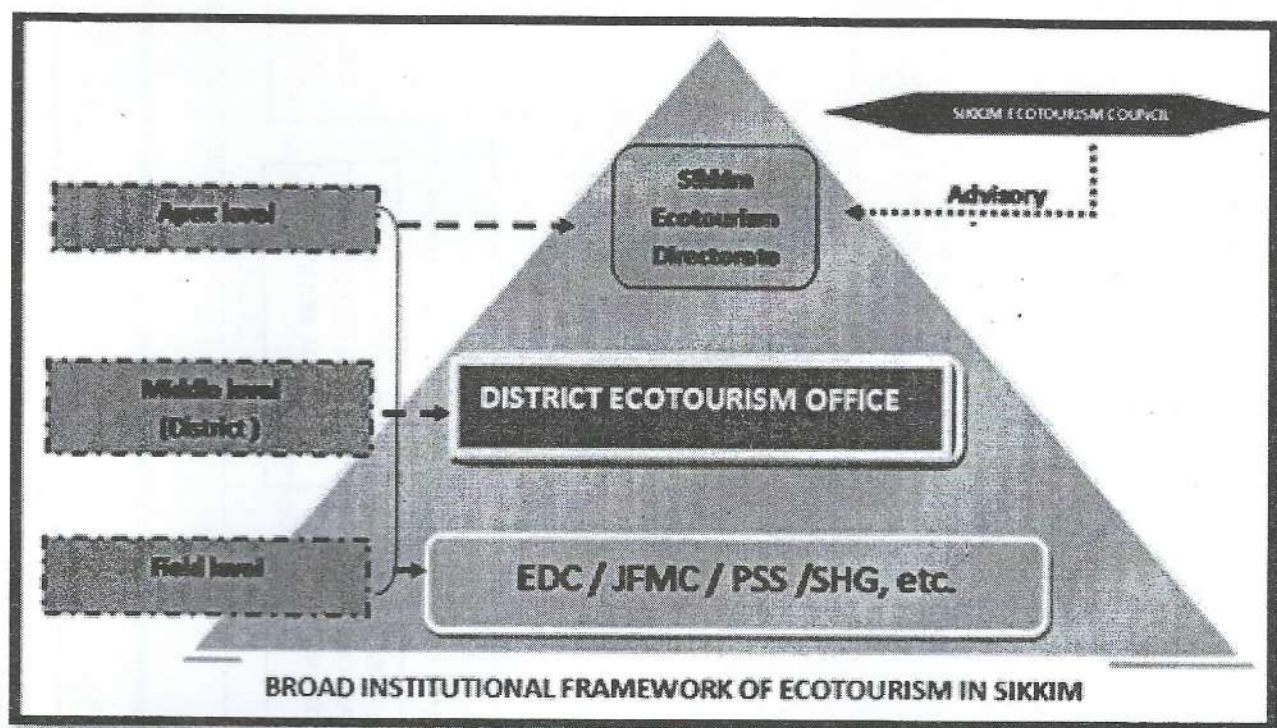 SIKKIM ECOTOURISM COUNCIL
Sikkim
Ecotourism
Directorate
Advisory
Apex level
Middle level
(District )
DISTRICT ECOTOURISM OFFICE
Field level
EDC / JFMC / PSS /SHG, etc.
BROAD INSTITUTIONAL FRAMEWORK OF ECOTOURISM IN SIKKIM